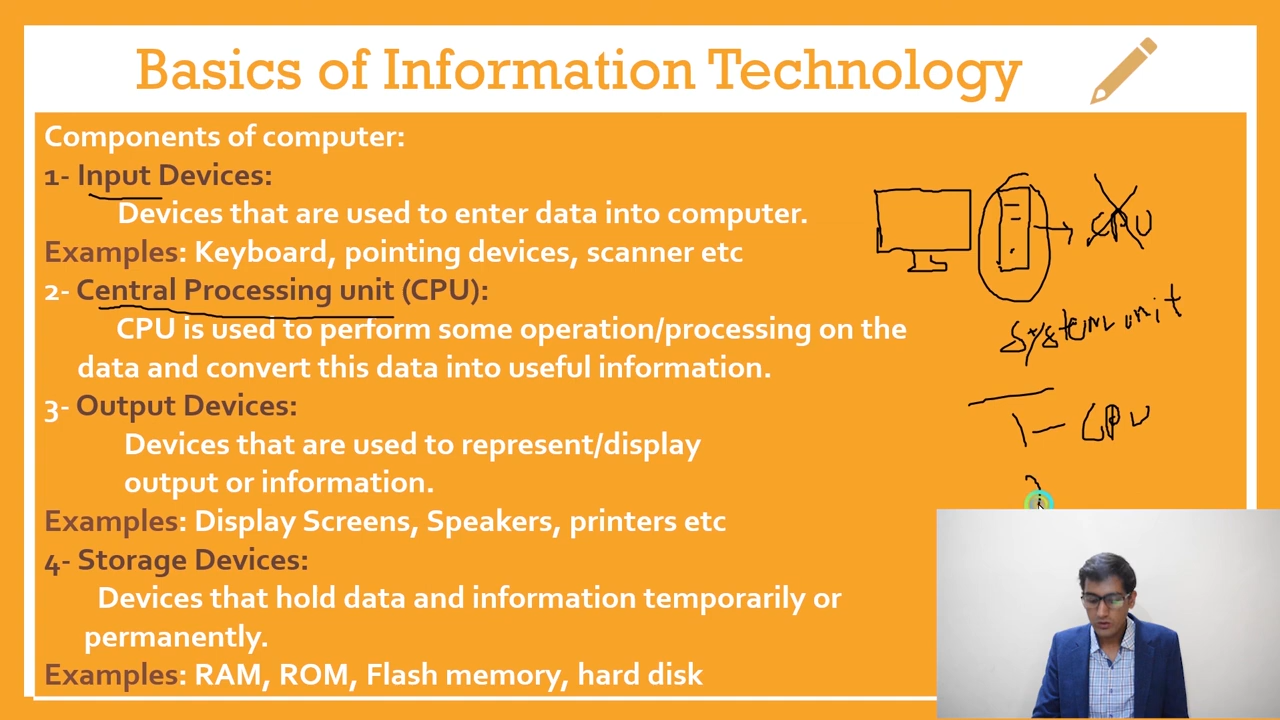 Basics of Information Technology
Components of computer:
1- Input Devices:
Devices that are used to enter data into computer.
Examples: Keyboard, pointing devices, scanner etc
2- Central Processing unit (CPU):
CPU is used to perform some operation/processing on the
data and convert this data into useful information.
3- Output Devices:
Devices that are used to represent/display
output or information.
Examples: Display Screens, Speakers, printers etc
4- Storage Devices:
Devices that hold data and information temporarily or
permanently.
Examples: RAM, ROM, Flash memory, hard disk
CPU
System unit
1- CPU
2